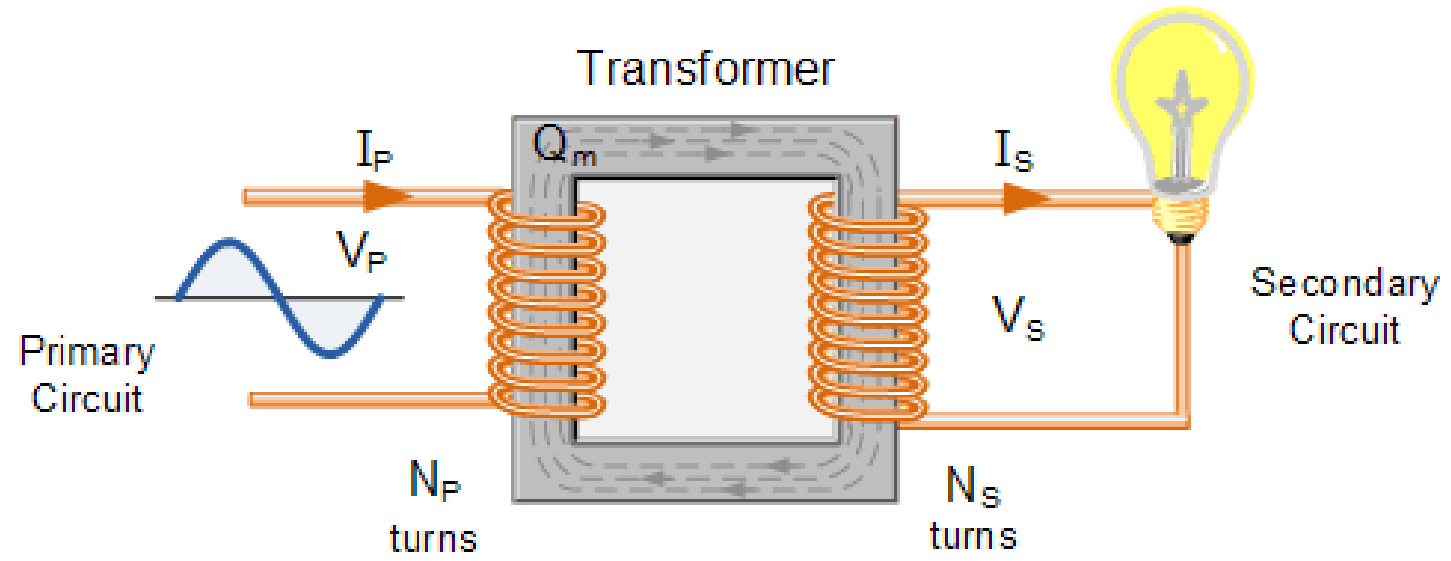 Transformer
Qm
IP
IS
VP
VS
Primary
Circuit
Secondary
Circuit
NP
turns
NS
turns